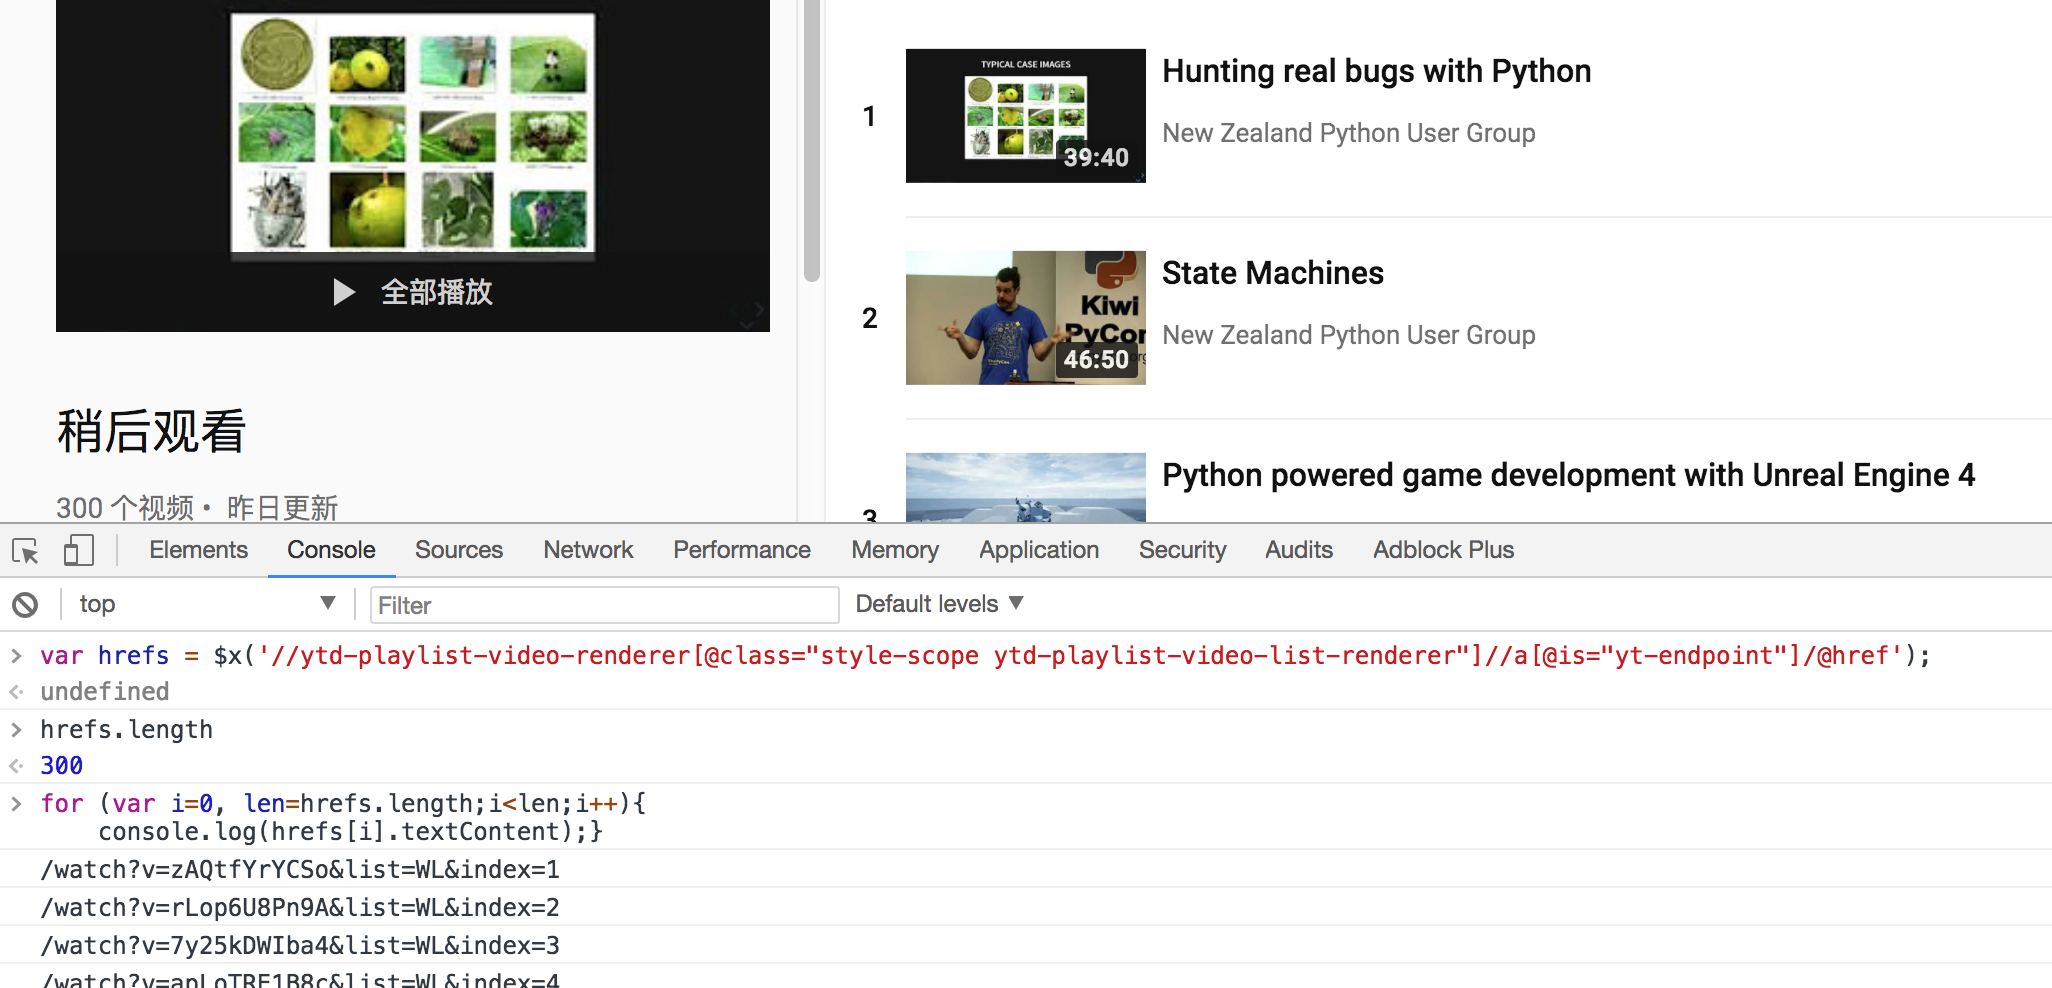 全部播放
稍后观看
300 个视频 • 昨日更新
1
TYPICAL CASE IMAGES
39:40
Hunting real bugs with Python
New Zealand Python User Group
2
Kiwi
PyCon
46:50
State Machines
New Zealand Python User Group
3
Python powered game development with Unreal Engine 4
Elements Console Sources Network Performance Memory Application Security Audits Adblock Plus
top ▼ Filter Default levels ▼
> var hrefs = $x('//ytd-playlist-video-renderer[@class="style-scope ytd-playlist-video-list-renderer"]//a[@is="yt-endpoint"]/@href');
undefined
> hrefs.length
300
> for (var i=0, len=hrefs.length;i<len;i++){
console.log(hrefs[i].textContent);}
/watch?v=zAQtfYrYCSo&list=WL&index=1
/watch?v=rLop6U8Pn9A&list=WL&index=2
/watch?v=7y25kDWIba4&list=WL&index=3
/watch?v=apLoTRF1B8c&list=WL&index=4